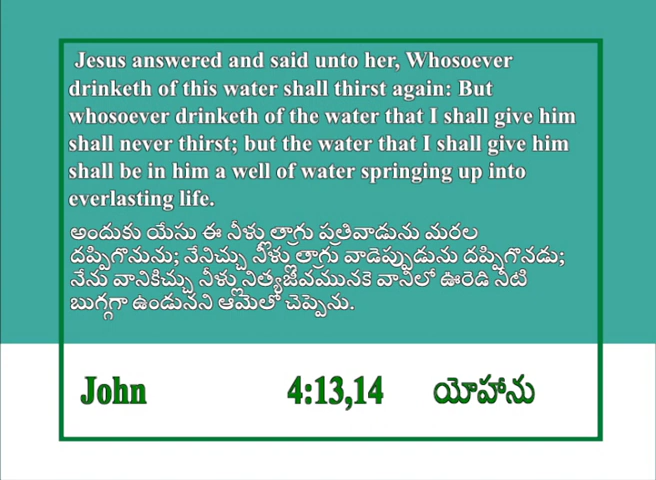 Jesus answered and said unto her, Whosoever
drinketh of this water shall thirst again: But
whosoever drinketh of the water that I shall give him
shall never thirst; but the water that I shall give him
shall be in him a well of water springing up into
everlasting life.
అందుకు యేసు ఈ నీళ్లు త్రాగు ప్రతివాడును మరల
దప్పిగొనును; నేనిచ్చు నీళ్లు త్రాగు వాడెప్పుడును దప్పిగొనడు;
నేను వానికిచ్చు నీళ్లు నిత్యజీవమునకె వానిలో ఊరెడి నీటి
బుగ్గగా ఉండునని ఆమెతో చెప్పెను.
John 4:13,14 యోహాను